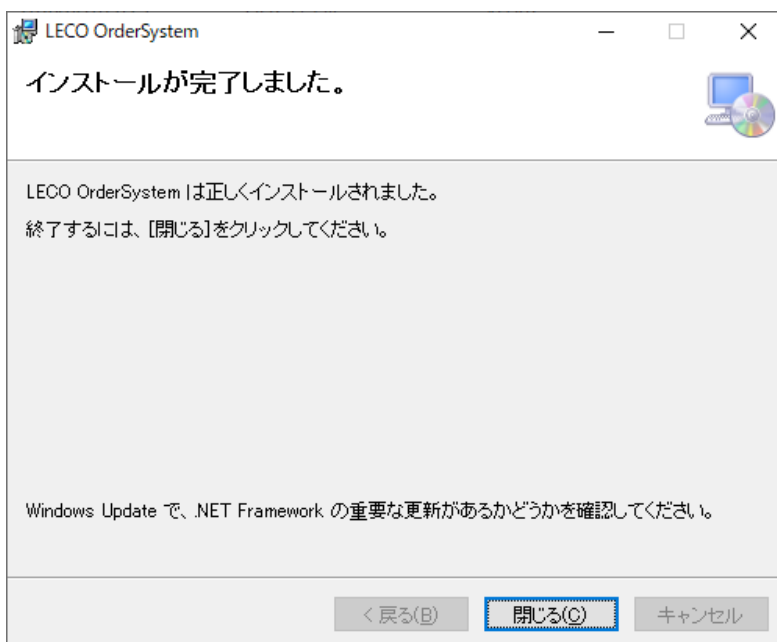 LECO OrderSystem
インストールが完了しました。
LECO OrderSystem は正しくインストールされました。
終了するには、[閉じる]をクリックしてください。
Windows Update で、.NET Framework の重要な更新があるかどうかを確認してください。
< 戻る(B)
閉じる(C)
キャンセル